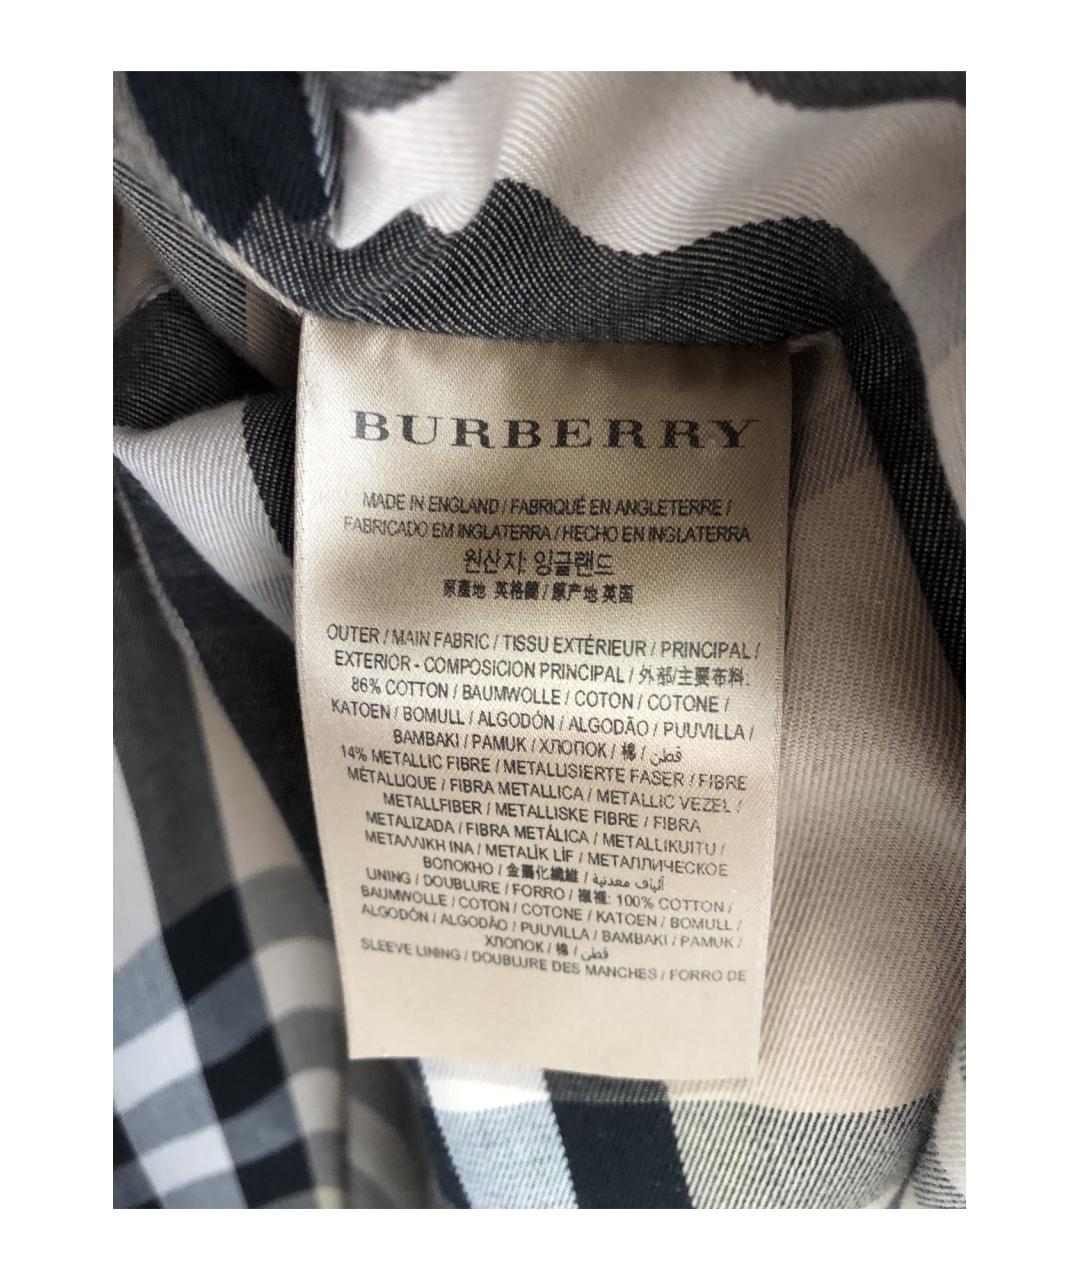 BURBERRY
MADE IN ENGLAND / FABRIQUÉ EN ANGLETERRE /
FABRICADO EM INGLATERRA / HECHO EN INGLATERRA
원산지: 잉글랜드
原產地 英格蘭 / 原产地 英国
OUTER / MAIN FABRIC / TISSU EXTÉRIEUR / PRINCIPAL /
EXTERIOR - COMPOSICION PRINCIPAL / 外部/主要布料:
86% COTTON / BAUMWOLLE / COTON / COTONE /
KATOEN / BOMULL / ALGODÓN / ALGODÃO / PUUVILLA /
BAMBAKI / PAMUK / ХЛОПОК / 棉 / قطن
14% METALLIC FIBRE / METALLISIERTE FASER / FIBRE
MÉTALLIQUE / FIBRA METALLICA / METALLIC VEZEL /
METALLFIBER / METALLISKE FIBRE / FIBRA
METALIZADA / FIBRA METÁLICA / METALLIKUITU /
ΜΕΤΑΛΛΙΚΗ ΙΝΑ / METALİK LİF / МЕТАЛЛИЧЕСКОЕ
ВОЛОКНО / 金屬化纖維 / ألياف معدنية
LINING / DOUBLURE / FORRO / 襯裡: 100% COTTON /
BAUMWOLLE / COTON / COTONE / KATOEN / BOMULL /
ALGODÓN / ALGODÃO / PUUVILLA / BAMBAKI / PAMUK /
ХЛОПОК / 棉 / قطن
SLEEVE LINING / DOUBLURE DES MANCHES / FORRO DE